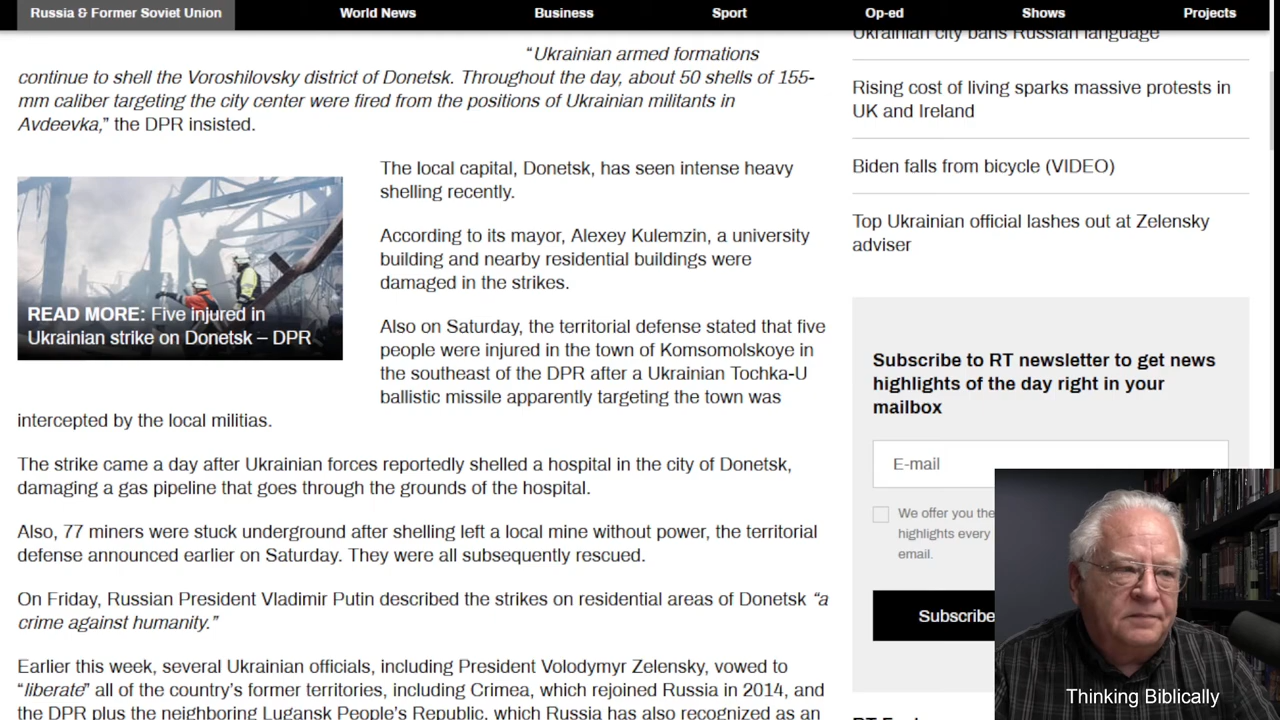 Russia & Former Soviet Union World News Business Sport Op-ed Shows Projects
“Ukrainian armed formations
continue to shell the Voroshilovsky district of Donetsk. Throughout the day, about 50 shells of 155-
mm caliber targeting the city center were fired from the positions of Ukrainian militants in
Avdeevka,” the DPR insisted.
READ MORE: Five injured in
Ukrainian strike on Donetsk – DPR
The local capital, Donetsk, has seen intense heavy
shelling recently.
According to its mayor, Alexey Kulemzin, a university
building and nearby residential buildings were
damaged in the strikes.
Also on Saturday, the territorial defense stated that five
people were injured in the town of Komsomolskoye in
the southeast of the DPR after a Ukrainian Tochka-U
ballistic missile apparently targeting the town was
intercepted by the local militias.
The strike came a day after Ukrainian forces reportedly shelled a hospital in the city of Donetsk,
damaging a gas pipeline that goes through the grounds of the hospital.
Also, 77 miners were stuck underground after shelling left a local mine without power, the territorial
defense announced earlier on Saturday. They were all subsequently rescued.
On Friday, Russian President Vladimir Putin described the strikes on residential areas of Donetsk “a
crime against humanity.”
Earlier this week, several Ukrainian officials, including President Volodymyr Zelensky, vowed to
“liberate” all of the country’s former territories, including Crimea, which rejoined Russia in 2014, and
the DPR plus the neighboring Lugansk People’s Republic, which Russia has also recognized as an
Ukrainian city bans Russian language
Rising cost of living sparks massive protests in
UK and Ireland
Biden falls from bicycle (VIDEO)
Top Ukrainian official lashes out at Zelensky
adviser
Subscribe to RT newsletter to get news
highlights of the day right in your
mailbox
E-mail
We offer you the
highlights every
email.
Subscribe
Thinking Biblically